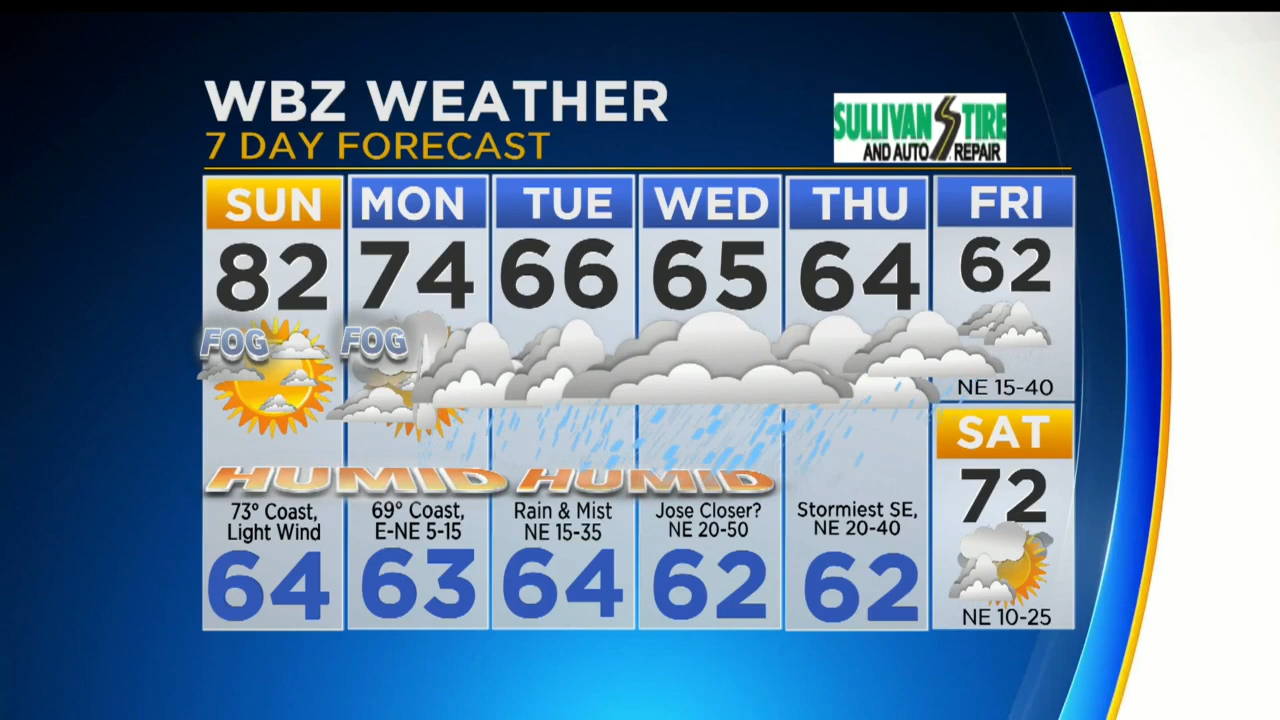 WBZ WEATHER
7 DAY FORECAST
SULLIVAN TIRE
AND AUTO REPAIR
SUN
82
FOG
HUMID
73° Coast,
Light Wind
64
MON
74
FOG
69° Coast,
E-NE 5-15
63
TUE
66
HUMID
Rain & Mist
NE 15-35
64
WED
65
Jose Closer?
NE 20-50
62
THU
64
Stormiest SE,
NE 20-40
62
FRI
62
NE 15-40
SAT
72
NE 10-25